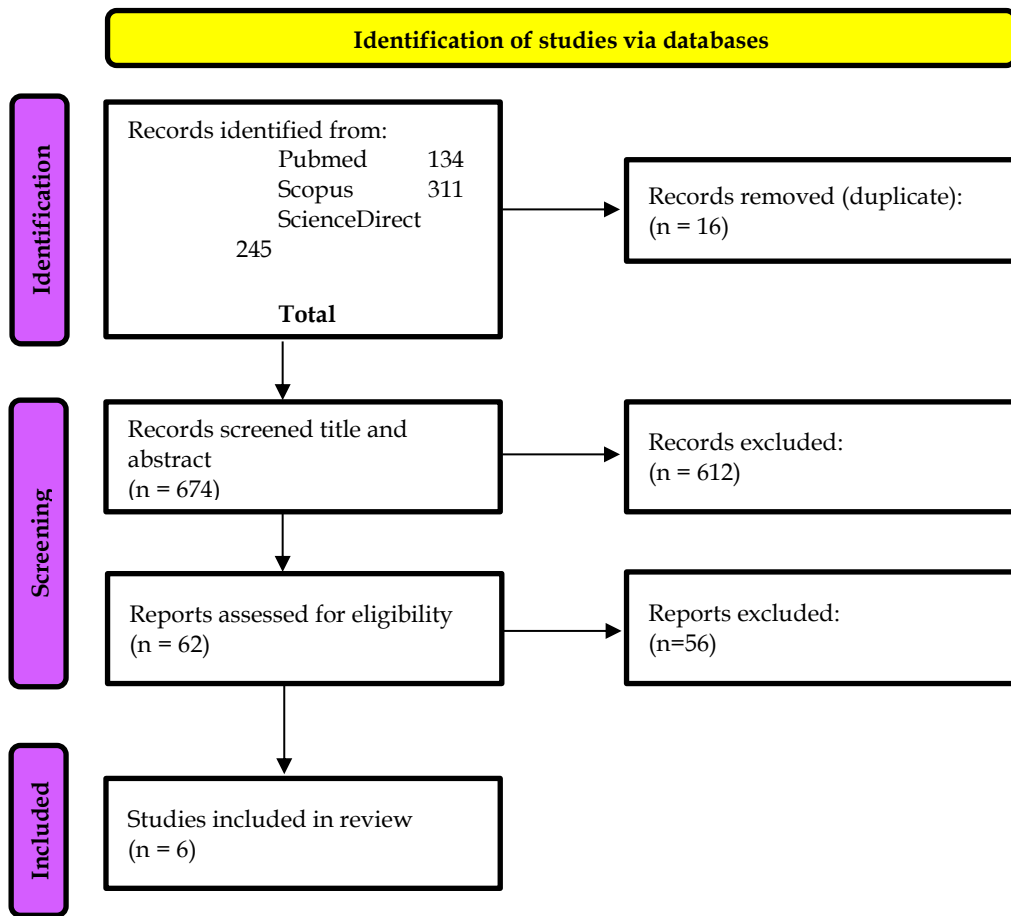 Identification of studies via databases
Identification
Records identified from:
Pubmed 134
Scopus 311
ScienceDirect
245
Total
Records removed (duplicate):
(n = 16)
Screening
Records screened title and
abstract
(n = 674)
Records excluded:
(n = 612)
Reports assessed for eligibility
(n = 62)
Reports excluded:
(n=56)
Included
Studies included in review
(n = 6)